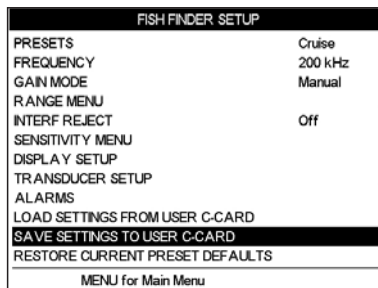 FISH FINDER SETUP
PRESETS Cruise
FREQUENCY 200 kHz
GAIN MODE Manual
RANGE MENU
INTERF REJECT Off
SENSITIVITY MENU
DISPLAY SETUP
TRANSDUCER SETUP
ALARMS
LOAD SETTINGS FROM USER C-CARD
SAVE SETTINGS TO USER C-CARD
RESTORE CURRENT PRESET DEFAULTS
MENU for Main Menu